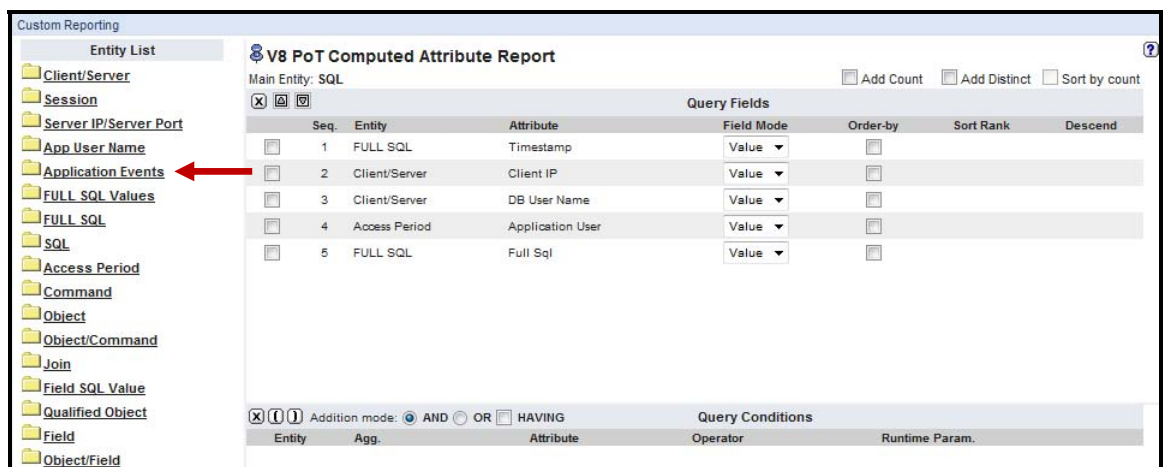 Custom Reporting
Entity List
Client/Server
Session
Server IP/Server Port
App User Name
Application Events
FULL SQL Values
FULL SQL
SQL
Access Period
Command
Object
Object/Command
Join
Field SQL Value
Qualified Object
Field
Object/Field
V8 PoT Computed Attribute Report
?
Main Entity: SQL
Add Count Add Distinct Sort by count
X Query Fields
Seq. Entity Attribute Field Mode Order-by Sort Rank Descend
1 FULL SQL Timestamp Value
2 Client/Server Client IP Value
3 Client/Server DB User Name Value
4 Access Period Application User Value
5 FULL SQL Full Sql Value
X ( ) Addition mode: AND OR HAVING Query Conditions
Entity Agg. Attribute Operator Runtime Param.